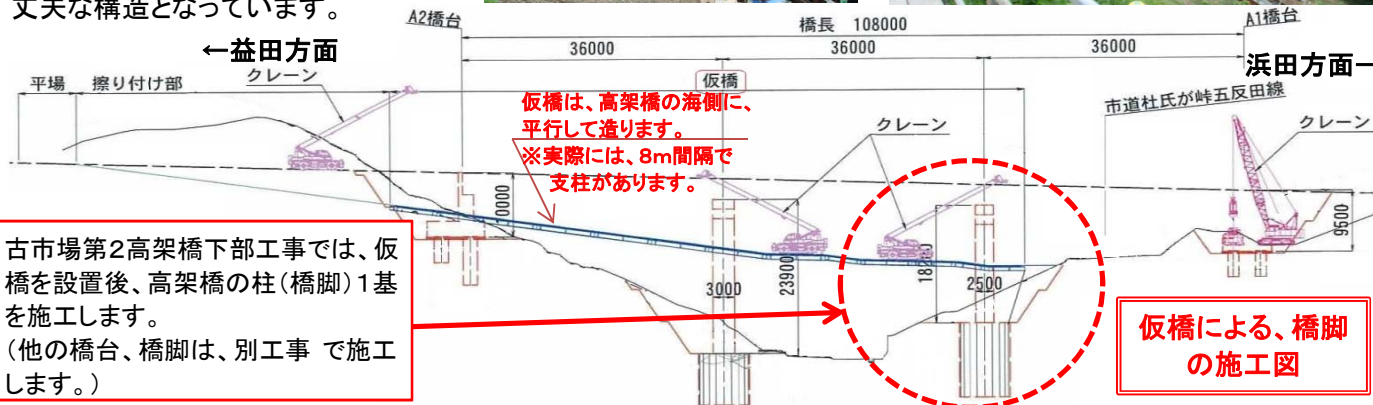 丈夫な構造となっています。
A2橋台
橋長 108000
A1橋台
36000
36000
36000
←益田方面
浜田方面
平場
擦り付け部
クレーン
仮橋
市道杜氏が峠五反田線
仮橋は、高架橋の海側に、
平行して造ります。
※実際には、8m間隔で
支柱があります。
クレーン
クレーン
9500
23900
3000
2500
古市場第2高架橋下部工事では、仮
橋を設置後、高架橋の柱(橋脚)1基
を施工します。
(他の橋台、橋脚は、別工事 で施工
します。)
仮橋による、橋脚
の施工図